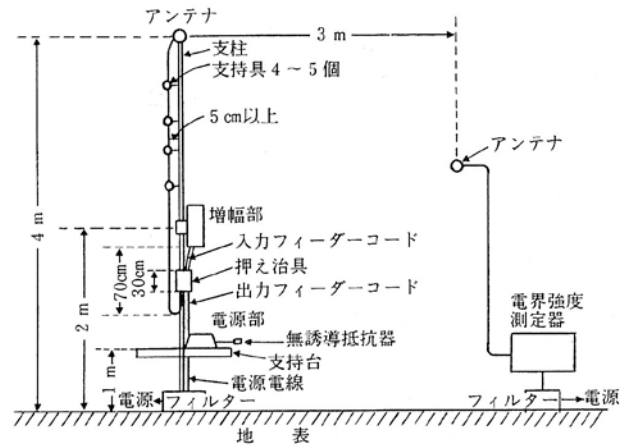 アンテナ
3 m
支柱
支持具4～5個
5cm以上
アンテナ
4 m
増幅部
入力フィーダーコード
押え治具
出力フィーダーコード
70cm
30cm
2 m
電源部
無誘導抵抗器
支持台
1 m
電源電線
電界強度
測定器
電源
フィルター
フィルター
電源
地 表